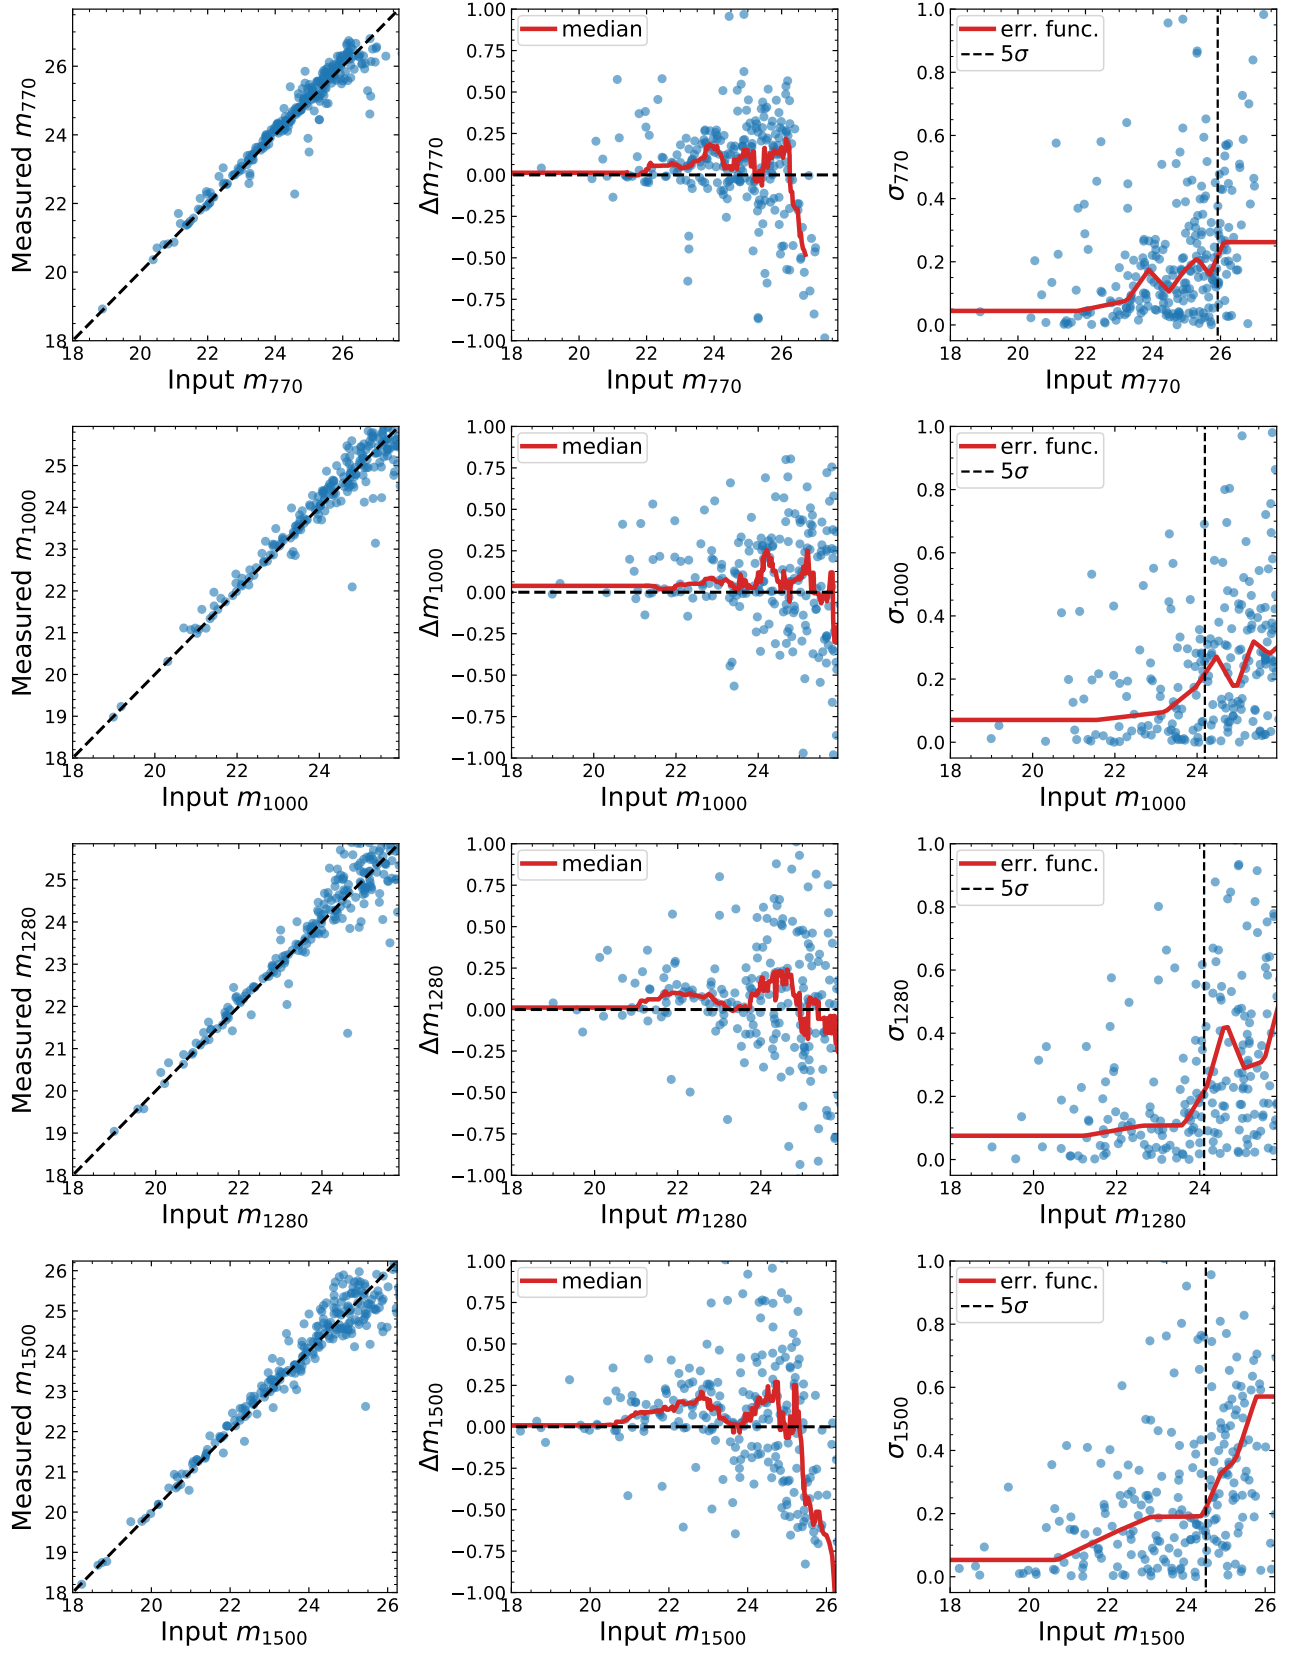 Measured m770
26
24
22
20
18
18 20 22 24 26
Input m770
Δm770
1.00
0.75
0.50
0.25
0.00
−0.25
−0.50
−0.75
−1.00
median
18 20 22 24 26
Input m770
σ770
1.0
0.8
0.6
0.4
0.2
0.0
err. func.
5σ
18 20 22 24 26
Input m770
Measured m1000
25
24
23
22
21
20
19
18
18 20 22 24
Input m1000
Δm1000
1.00
0.75
0.50
0.25
0.00
−0.25
−0.50
−0.75
−1.00
median
18 20 22 24
Input m1000
σ1000
1.0
0.8
0.6
0.4
0.2
0.0
err. func.
5σ
18 20 22 24
Input m1000
Measured m1280
25
24
23
22
21
20
19
18
18 20 22 24
Input m1280
Δm1280
1.00
0.75
0.50
0.25
0.00
−0.25
−0.50
−0.75
−1.00
median
18 20 22 24
Input m1280
σ1280
1.0
0.8
0.6
0.4
0.2
0.0
err. func.
5σ
18 20 22 24
Input m1280
Measured m1500
26
25
24
23
22
21
20
19
18
18 20 22 24 26
Input m1500
Δm1500
1.00
0.75
0.50
0.25
0.00
−0.25
−0.50
−0.75
−1.00
median
18 20 22 24 26
Input m1500
σ1500
1.0
0.8
0.6
0.4
0.2
0.0
err. func.
5σ
18 20 22 24 26
Input m1500